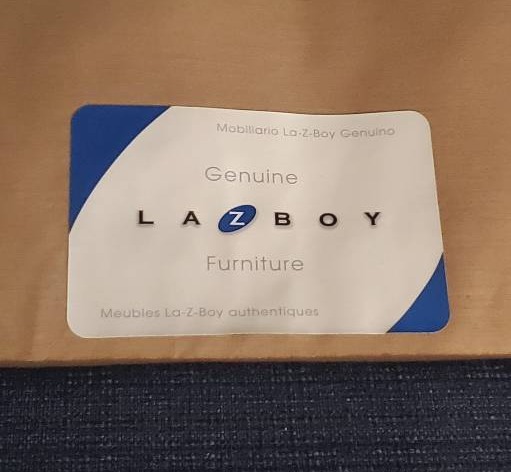 Mobiliario La-Z-Boy Genuino
Genuine
LAZBOY
Furniture
Meubles La-Z-Boy authentiques